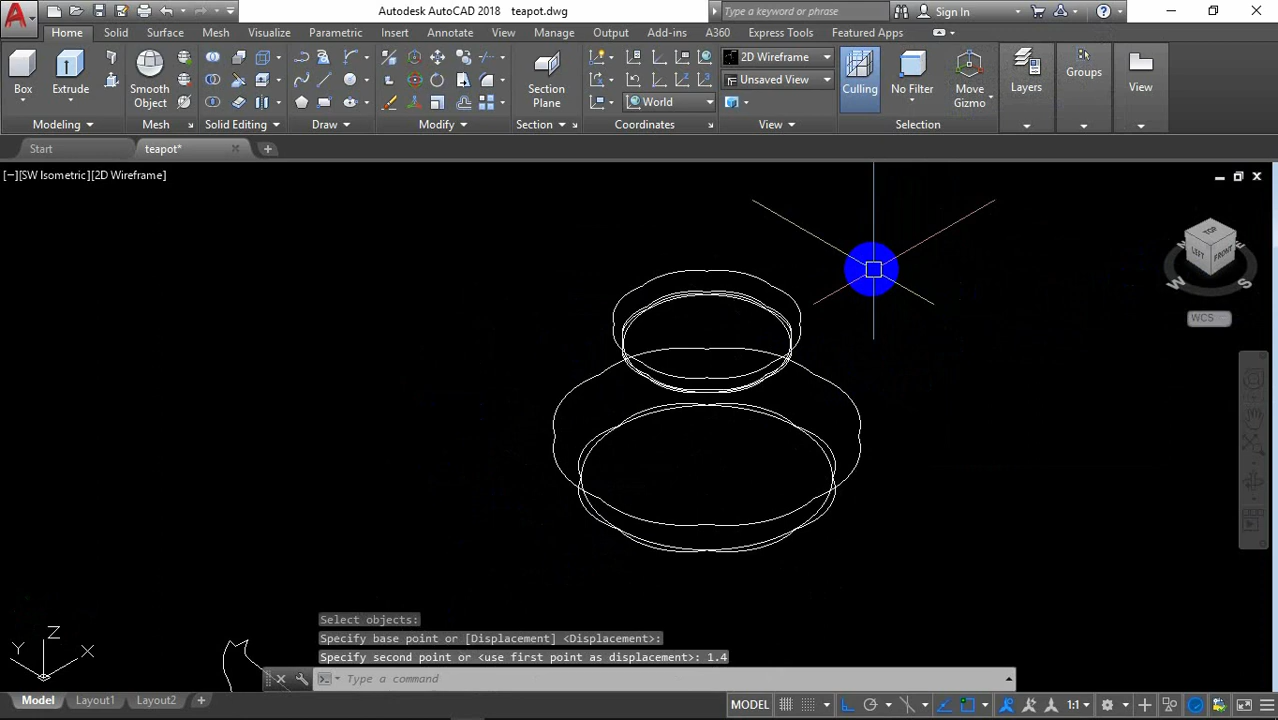 Autodesk AutoCAD 2018 teapot.dwg
Type a keyword or phrase
Sign In
Home Solid Surface Mesh Visualize Parametric Insert Annotate View Manage Output Add-ins A360 Express Tools Featured Apps
2D Wireframe
Unsaved View
World
Box
Extrude
Smooth
Object
Section
Plane
Culling
No Filter
Move
Gizmo
Layers
Groups
View
Modeling Mesh Solid Editing Draw Modify Section Coordinates View Selection
Start
teapot*
[−][SW Isometric][2D Wireframe]
TOP
LEFT
FRONT
N
E
W
S
WCS
Select objects:
Specify base point or [Displacement] <Displacement>:
Specify second point or <use first point as displacement>: 1.4
Z
Y
X
Type a command
Model Layout1 Layout2
MODEL
1:1